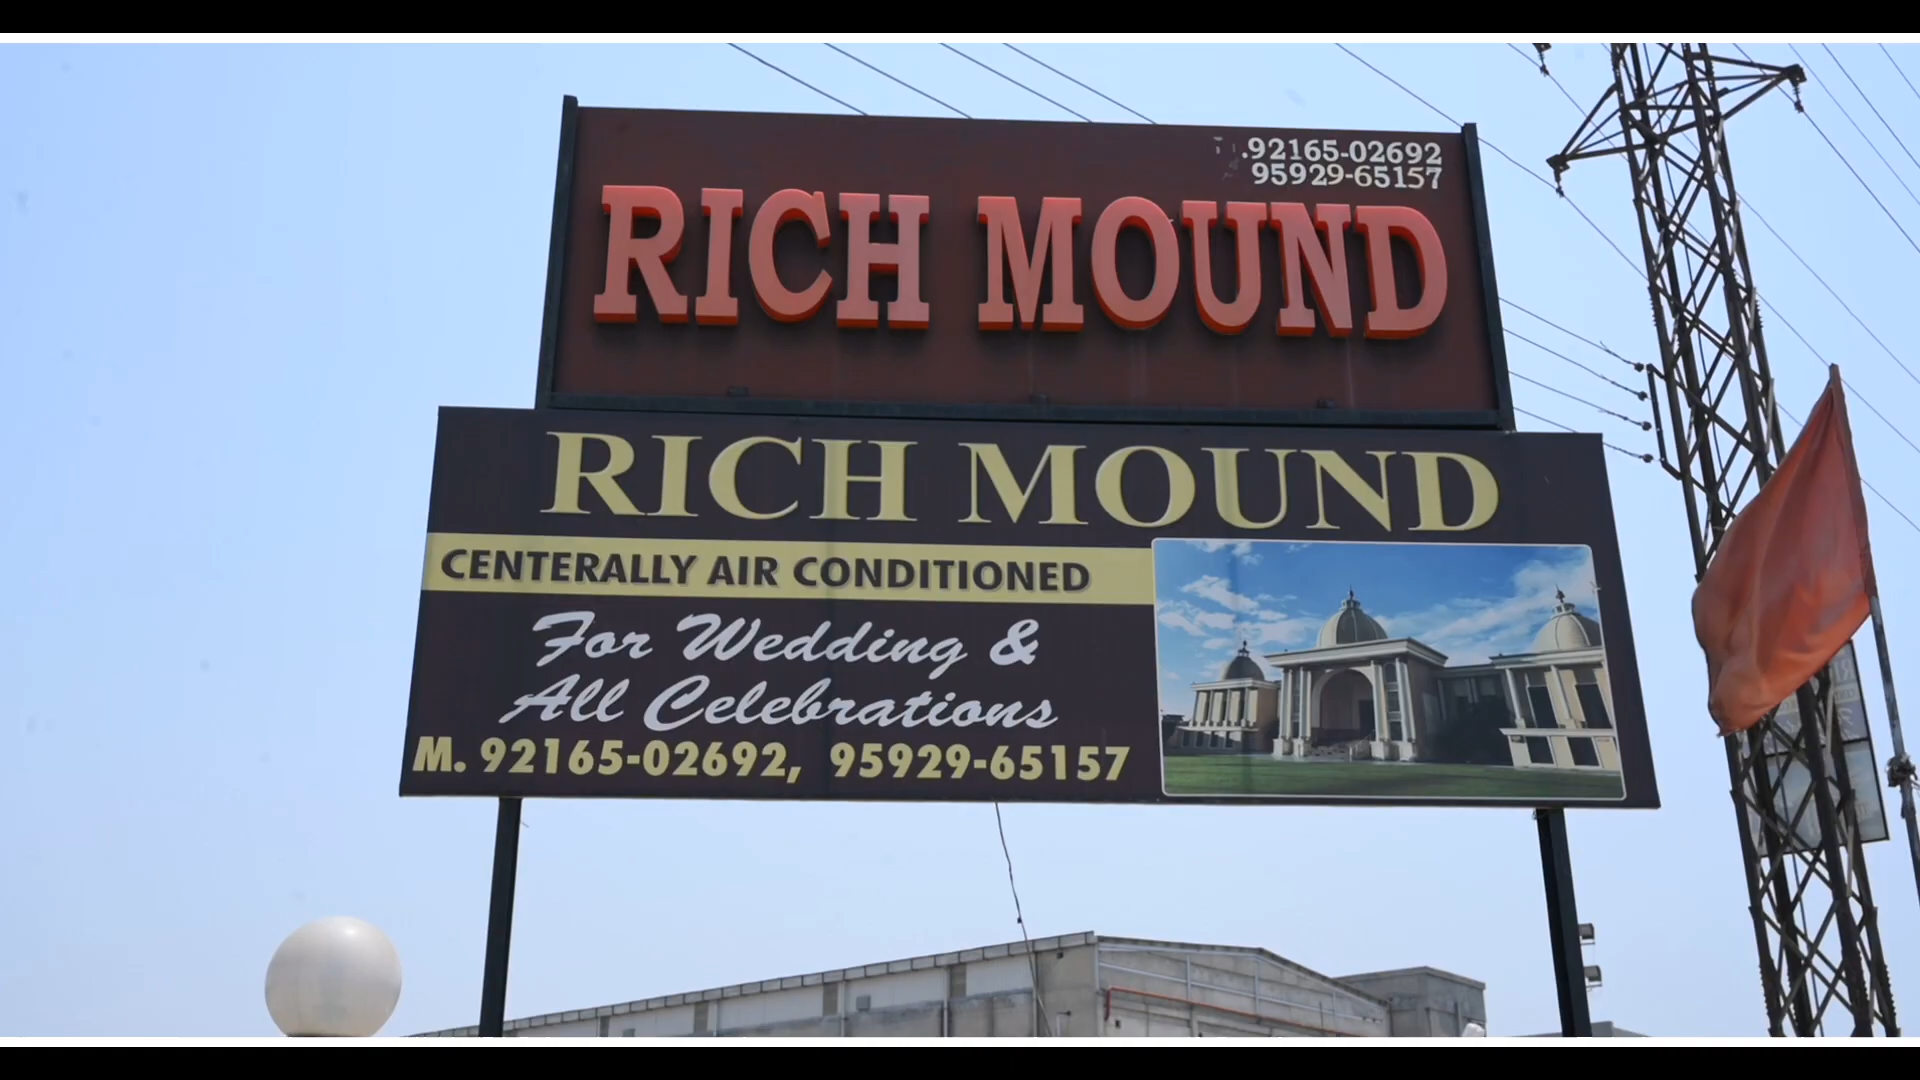 .92165-02692
95929-65157
RICH MOUND
RICH MOUND
CENTERALLY AIR CONDITIONED
For Wedding &
All Celebrations
M. 92165-02692, 95929-65157